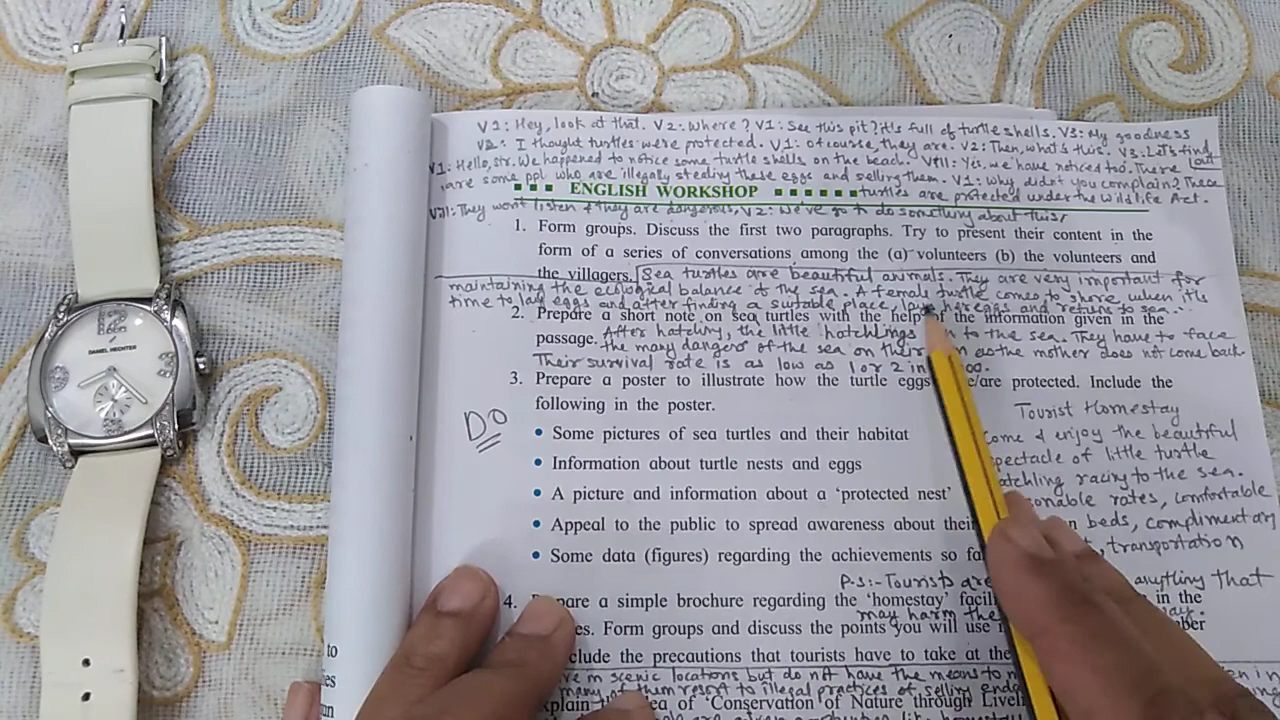 V1: Hey, look at that. V2: Where? V1: See this pit? it's full of turtle shells. V3: My goodness
V2: I thought turtles were protected. V1: Of course, they are. V2: Then, what's this. V3: Let's find out
V1: Hello, sir. We happened to notice some turtle shells on the beach. Vill: Yes, we have noticed too. There
are some ppl who are illegally stealing these eggs and selling them. V1: Why didn't you complain? These
ENGLISH WORKSHOP turtles are protected under the Wildlife Act.
Vill: They won't listen & they are dangerous, V2: We've to do something about this,
1. Form groups. Discuss the first two paragraphs. Try to present their content in the
form of a series of conversations among the (a) volunteers (b) the volunteers and
the villagers. Sea turtles are beautiful animals. They are very important for
maintaining the ecological balance of the sea. A female turtle comes to shore when it's
time to lay eggs and after finding a suitable place eggs and returns to sea...
2. Prepare a short note on sea turtles with the help of the information given in the
After hatching, the little hatchlings to the sea. They have to face
passage. the many dangers of the sea on their as the mother does not come back.
Their survival rate is as low as 1 or 2 in
3. Prepare a poster to illustrate how the turtle eggs are protected. Include the
following in the poster.
Tourist Homestay
DO
• Some pictures of sea turtles and their habitat
Come & enjoy the beautiful
spectacle of little turtle
• Information about turtle nests and eggs
hatchling racing to the sea.
• A picture and information about a 'protected nest'
rates, comfortable
• Appeal to the public to spread awareness about their
beds, complimentary
transportation
• Some data (figures) regarding the achievements so
P.S:- Tourists are anything that
4. a simple brochure regarding the 'homestay' in the
may harm the
Form groups and discuss the points you will use
the precautions that tourists have to take at the
scenic locations but do not have the means to
many of them resort to illegal practices of selling
of 'Conservation of Nature through
DANIEL HECHTER
to